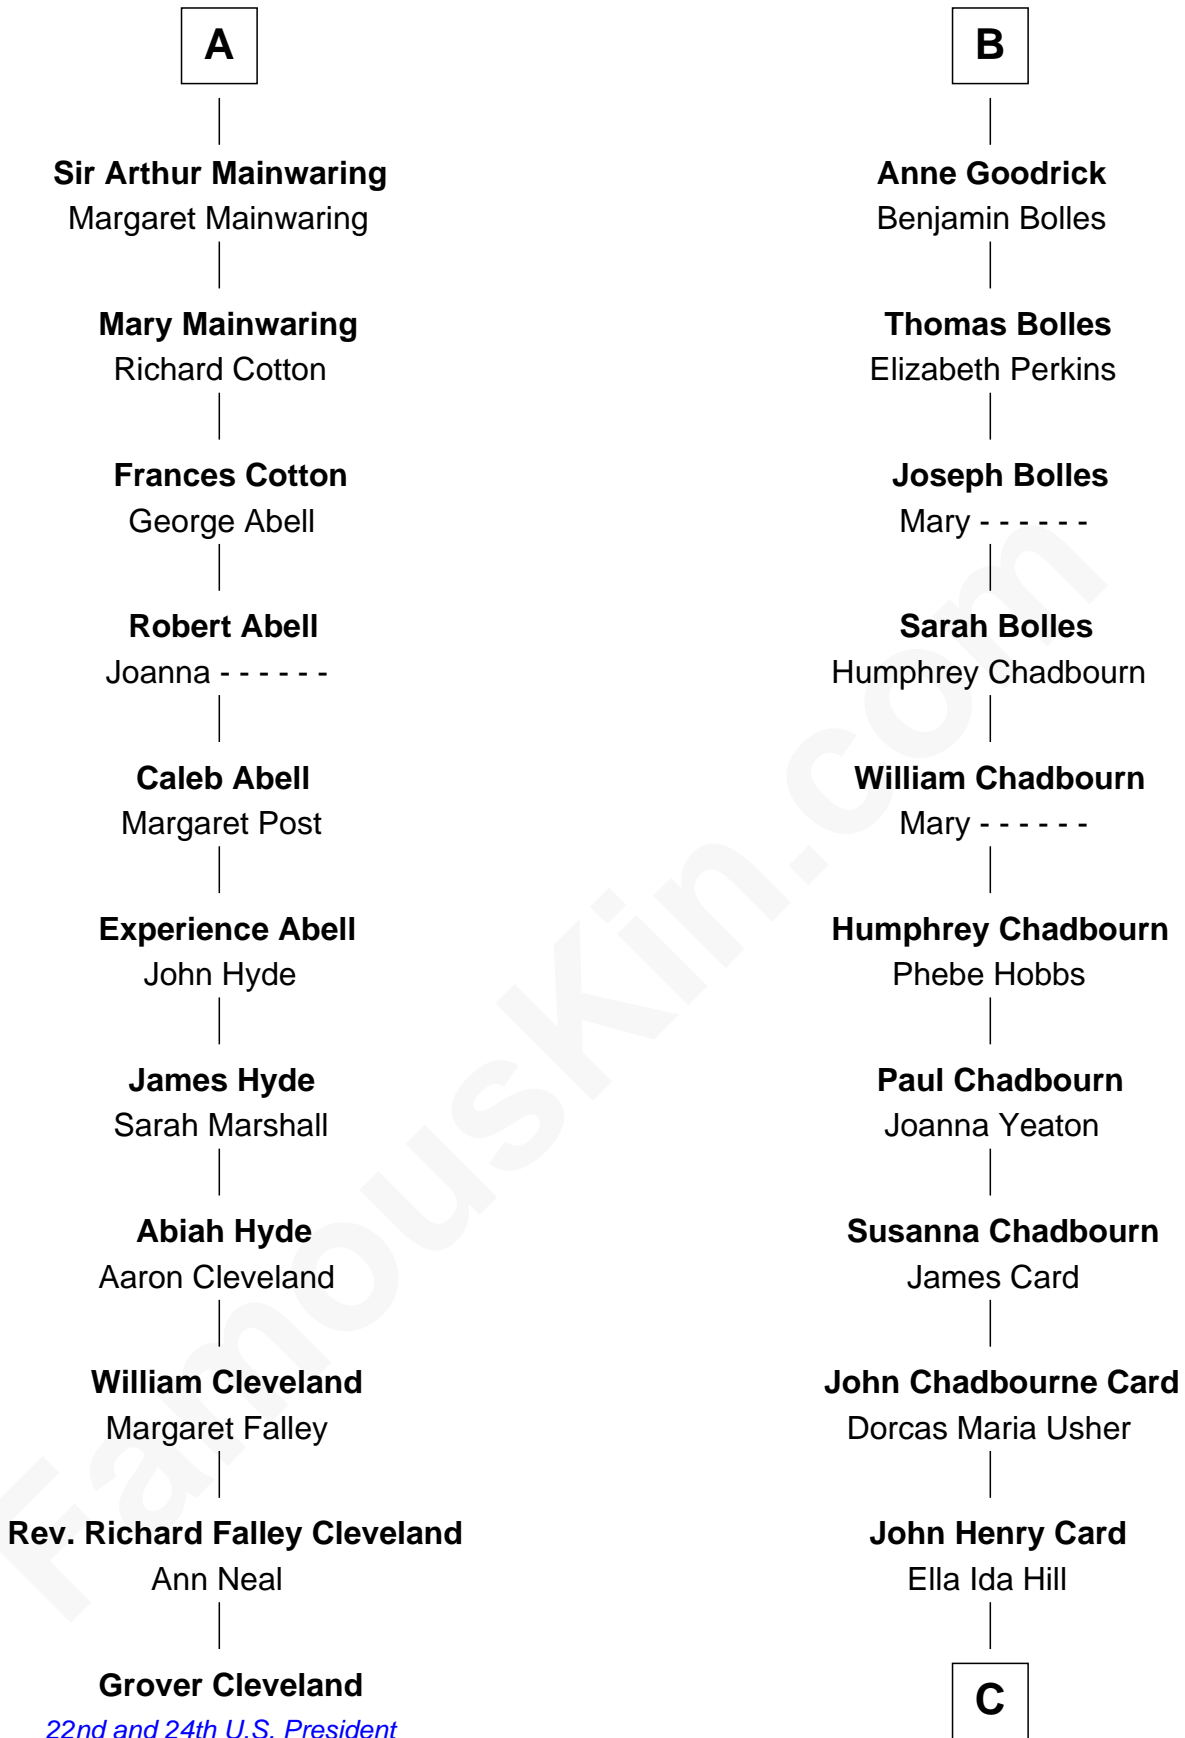 A
Sir Arthur Mainwaring
Margaret Mainwaring
Mary Mainwaring
Richard Cotton
Frances Cotton
George Abell
Robert Abell
Joanna - - - - - -
Caleb Abell
Margaret Post
Experience Abell
John Hyde
James Hyde
Sarah Marshall
Abiah Hyde
Aaron Cleveland
William Cleveland
Margaret Falley
Rev. Richard Falley Cleveland
Ann Neal
Grover Cleveland
22nd and 24th U.S. President
B
Anne Goodrick
Benjamin Bolles
Thomas Bolles
Elizabeth Perkins
Joseph Bolles
Mary - - - - - -
Sarah Bolles
Humphrey Chadbourn
William Chadbourn
Mary - - - - - -
Humphrey Chadbourn
Phebe Hobbs
Paul Chadbourn
Joanna Yeaton
Susanna Chadbourn
James Card
John Chadbourne Card
Dorcas Maria Usher
John Henry Card
Ella Ida Hill
C
FamousKin.com